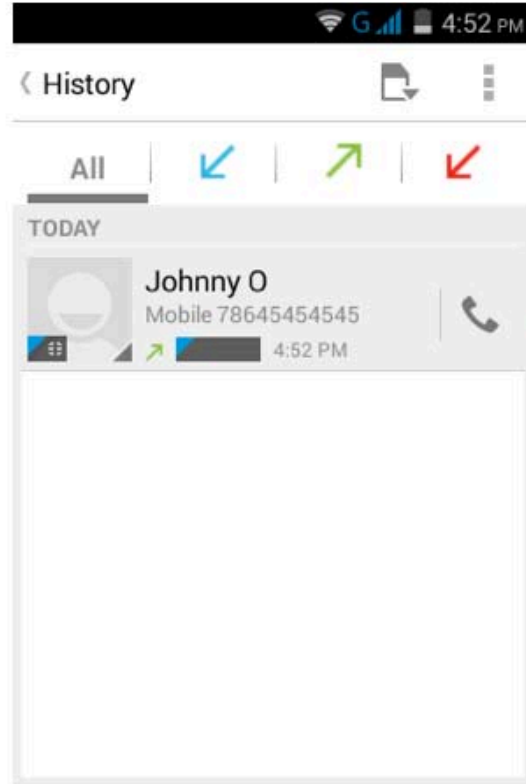 G 4:52 PM
History
All
TODAY
Johnny O
Mobile 78645454545
4:52 PM